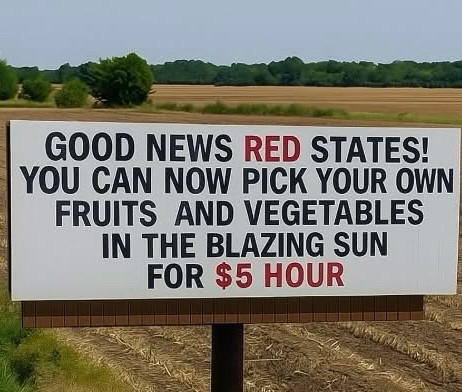 GOOD NEWS RED STATES!
YOU CAN NOW PICK YOUR OWN
FRUITS AND VEGETABLES
IN THE BLAZING SUN
FOR $5 HOUR